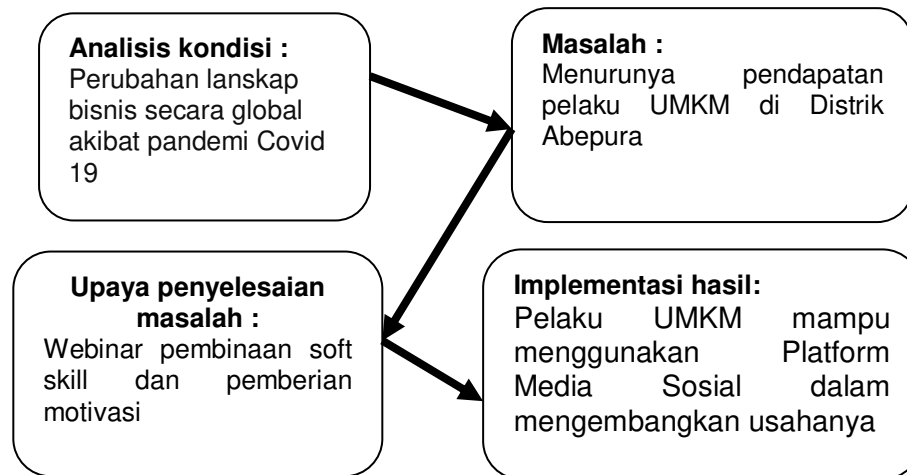 Analisis kondisi :
Perubahan lanskap
bisnis secara global
akibat pandemi Covid
19
Masalah :
Menurunya pendapatan
pelaku UMKM di Distrik
Abepura
Upaya penyelesaian
masalah :
Webinar pembinaan soft
skill dan pemberian
motivasi
Implementasi hasil:
Pelaku UMKM mampu
menggunakan Platform
Media Sosial dalam
mengembangkan usahanya